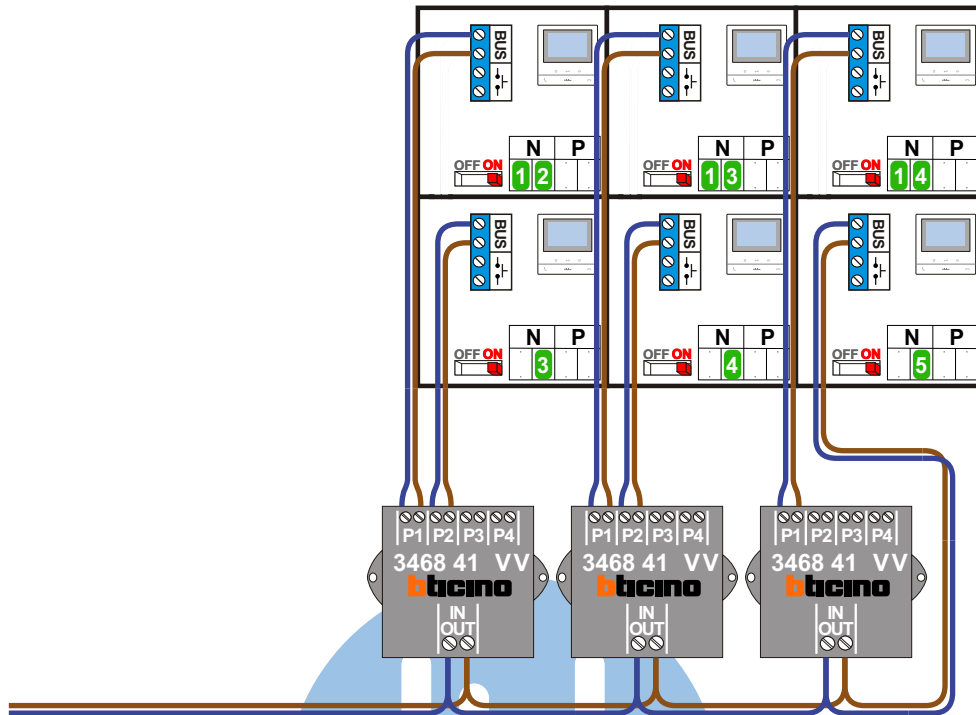 BUS BUS BUS
N P N P N P
OFF ON 1 2 OFF ON 1 3 OFF ON 1 4
BUS BUS BUS
N P N P N P
OFF ON 3 OFF ON 4 OFF ON 5
P1 P2 P3 P4 P1 P2 P3 P4 P1 P2 P3 P4
3468 41 VV 3468 41 VV 3468 41 VV
bticino bticino bticino
IN IN IN
OUT OUT OUT